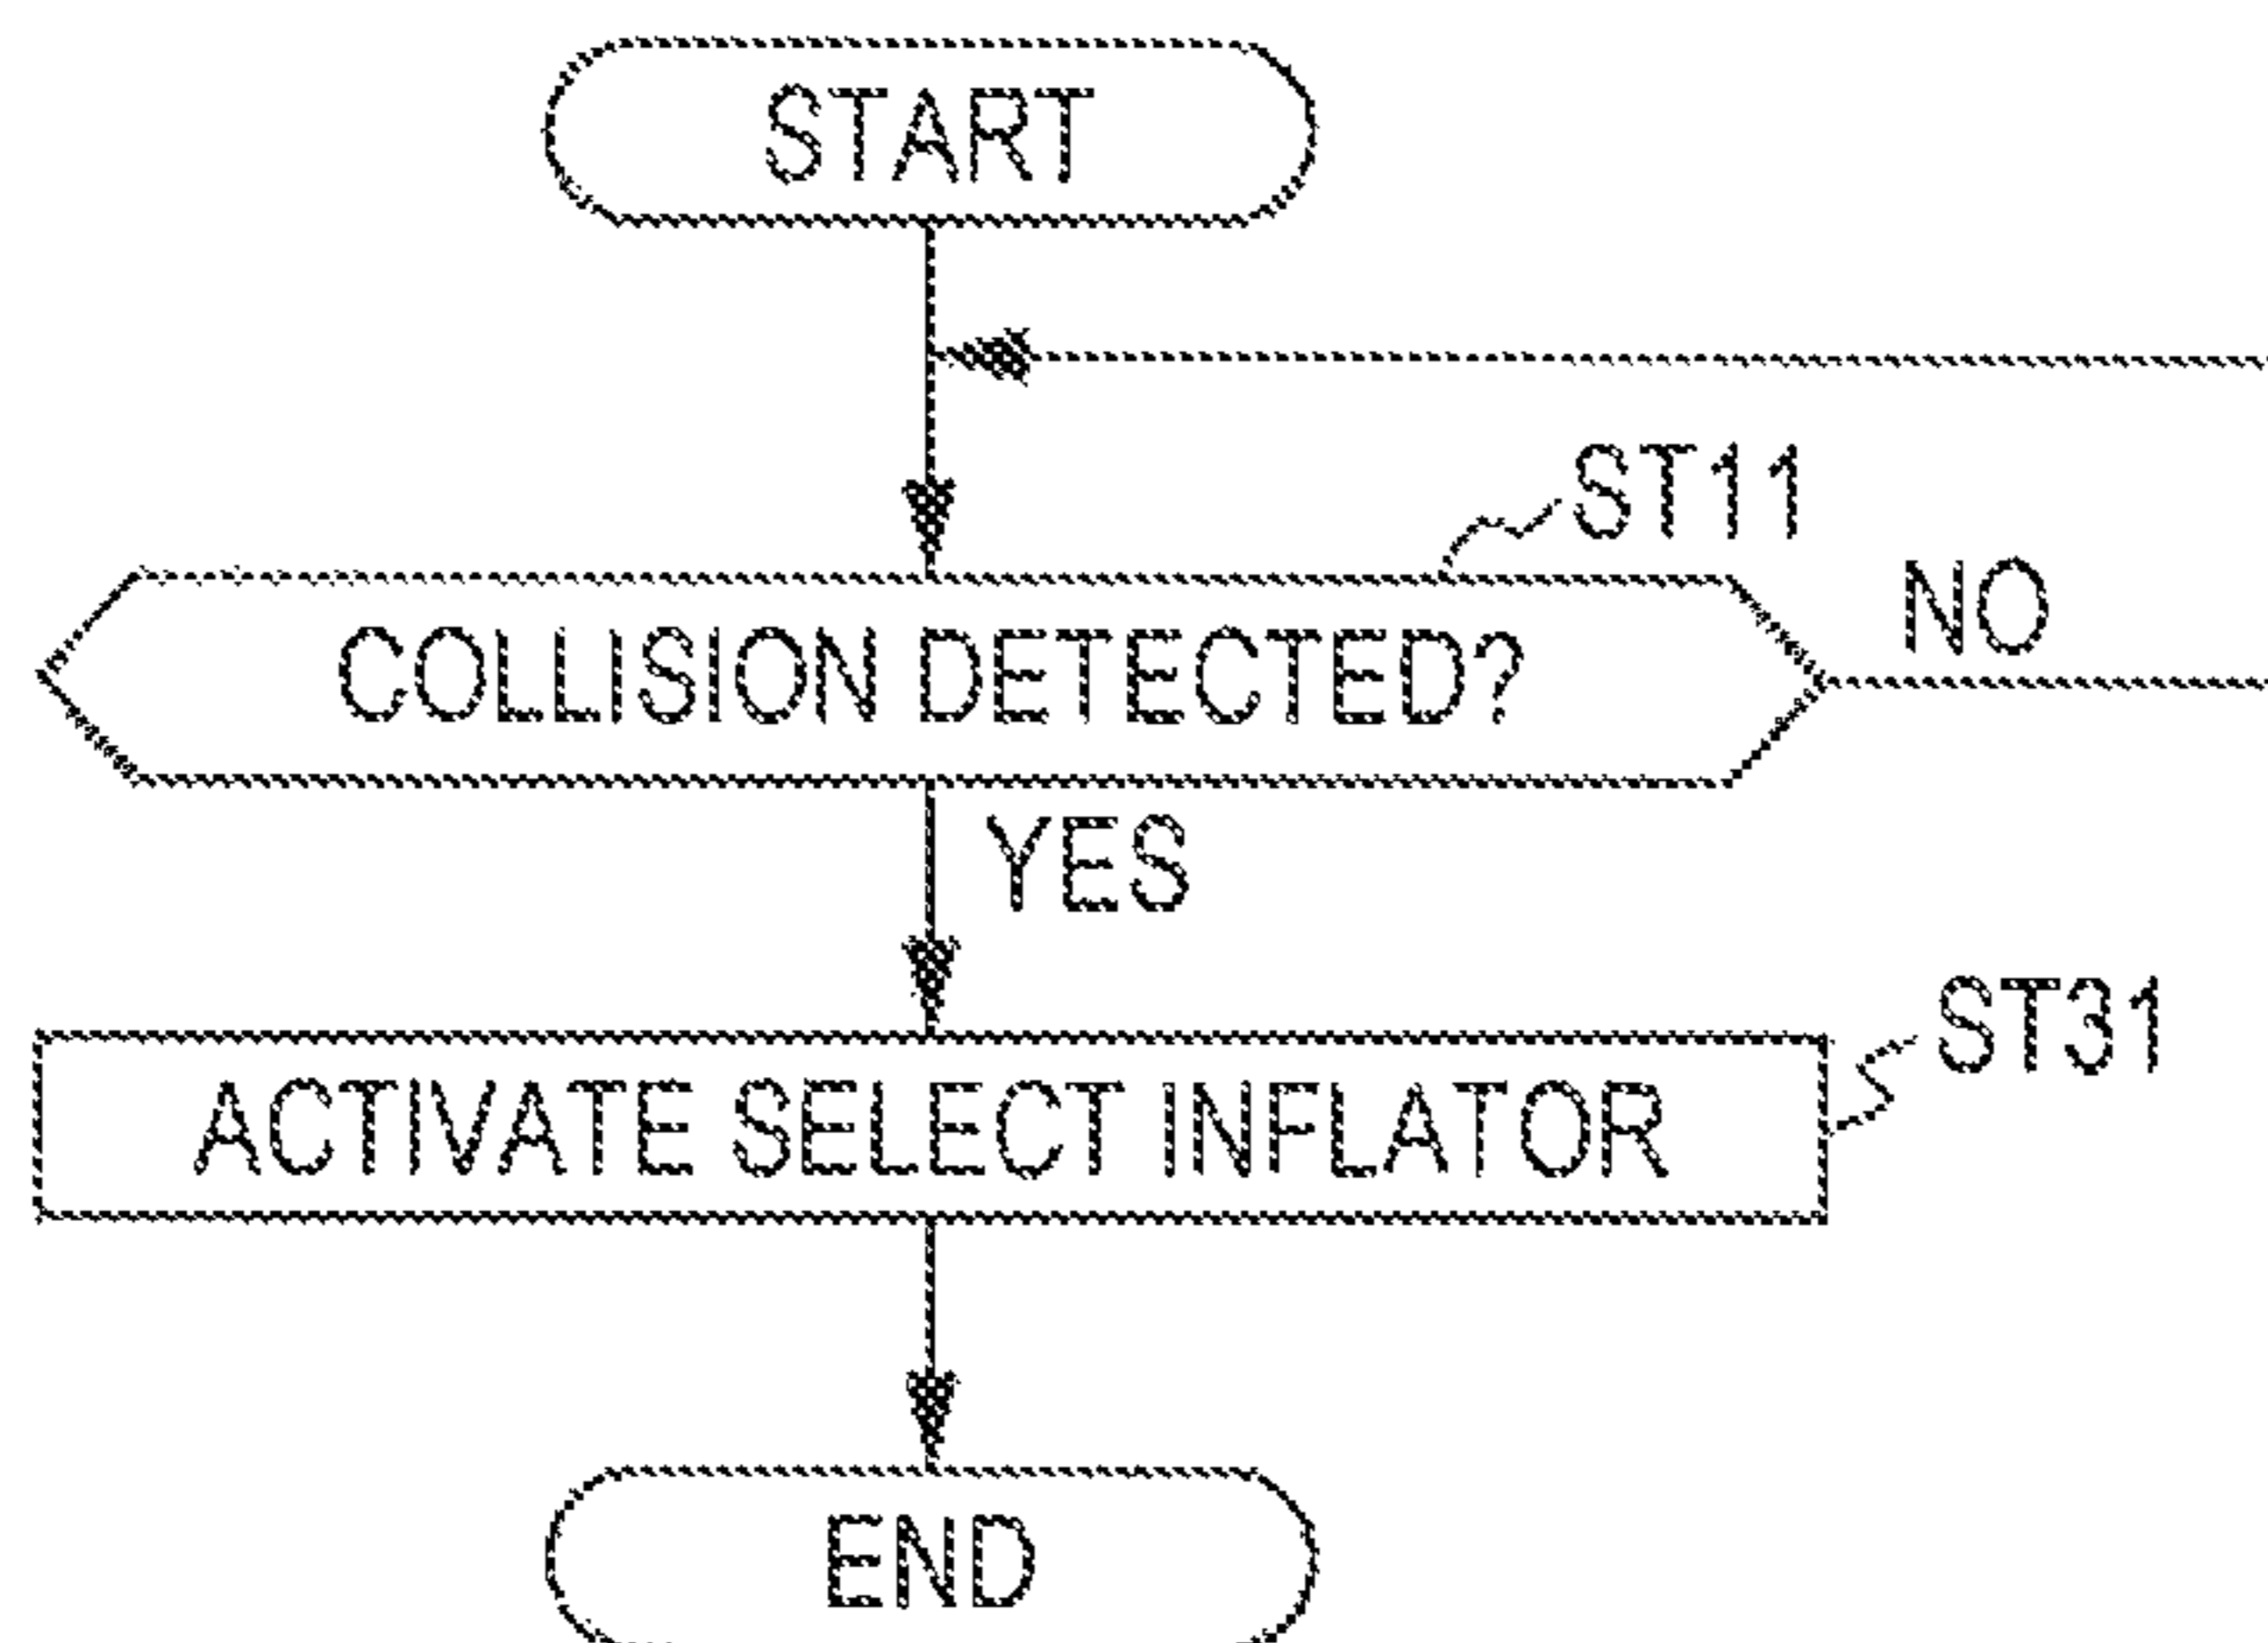 START
ST11
COLLISION DETECTED?
NO
YES
ST31
ACTIVATE SELECT INFLATOR
END